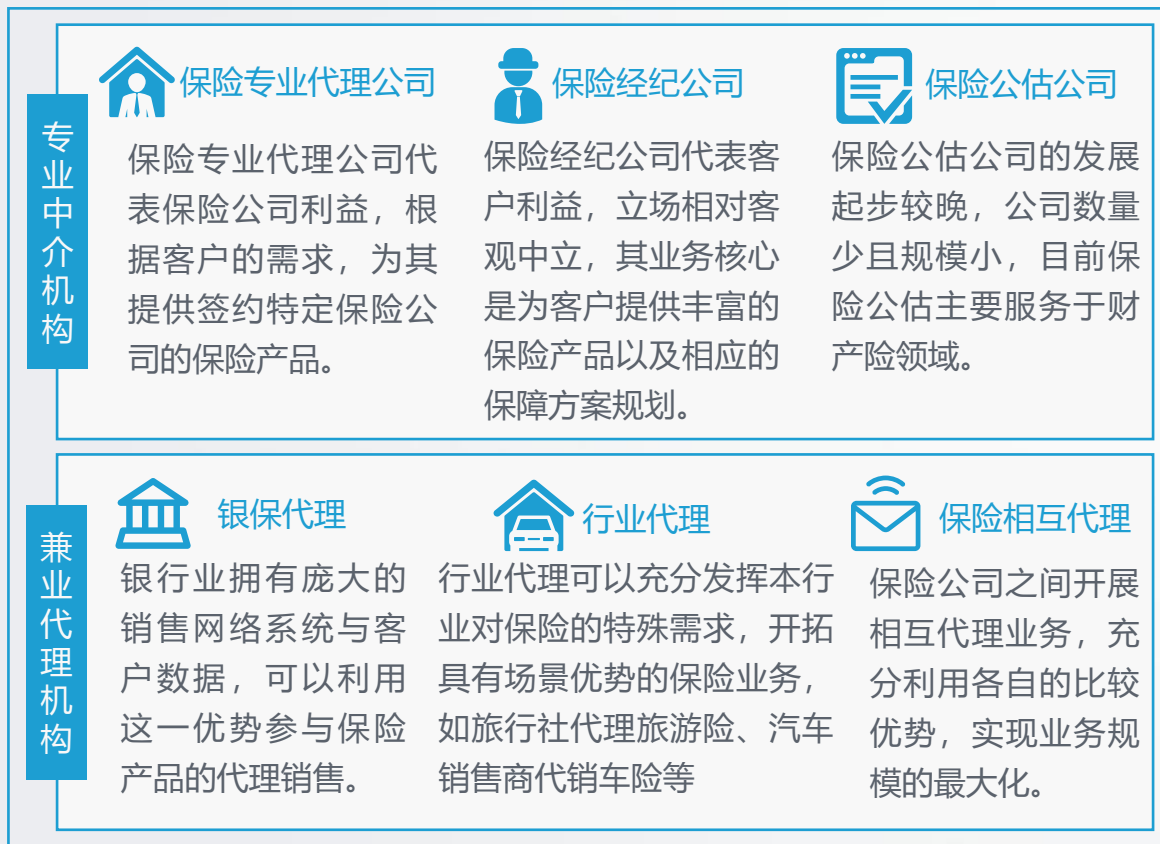 专业中介机构
保险专业代理公司
保险专业代理公司代
表保险公司利益，根
据客户的需求，为其
提供签约特定保险公
司的保险产品。
保险经纪公司
保险经纪公司代表客
户利益，立场相对客
观中立，其业务核心
是为客户提供丰富的
保险产品以及相应的
保障方案规划。
保险公估公司
保险公估公司的发展
起步较晚，公司数量
少且规模小，目前保
险公估主要服务于财
产险领域。
兼业代理机构
银保代理
银行业拥有庞大的
销售网络系统与客
户数据，可以利用
这一优势参与保险
产品的代理销售。
行业代理
行业代理可以充分发挥本行
业对保险的特殊需求，开拓
具有场景优势的保险业务，
如旅行社代理旅游险、汽车
销售商代销车险等
保险相互代理
保险公司之间开展
相互代理业务，充
分利用各自的比较
优势，实现业务规
模的最大化。